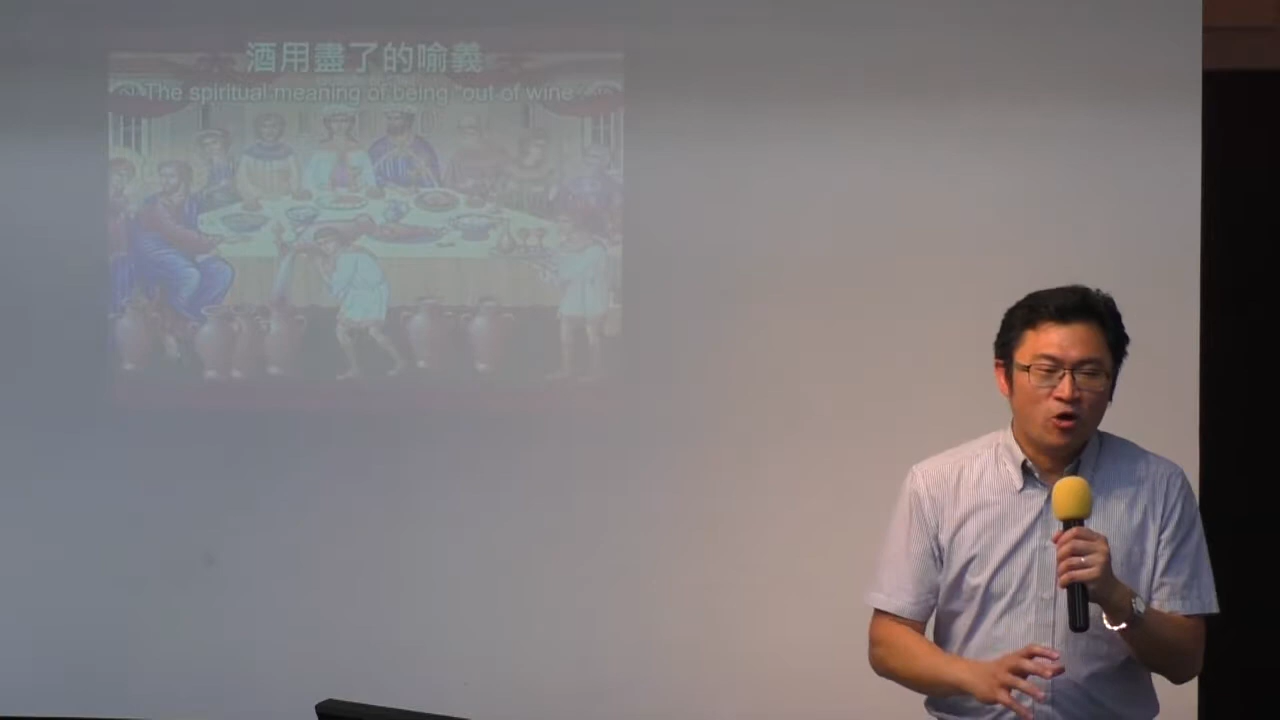 酒用盡了的喻義
The spiritual meaning of being "out of wine"